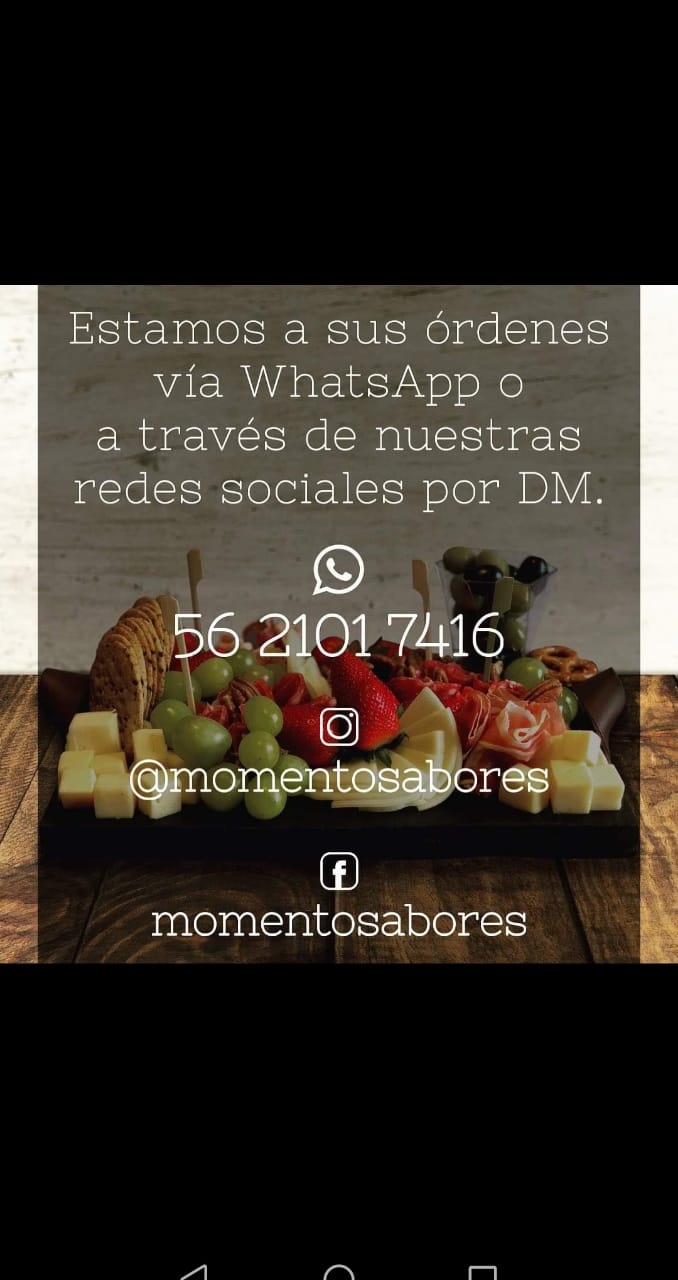 Estamos a sus órdenes
vía WhatsApp o
a través de nuestras
redes sociales por DM.
56 2101 7416
@momentosabores
momentosabores